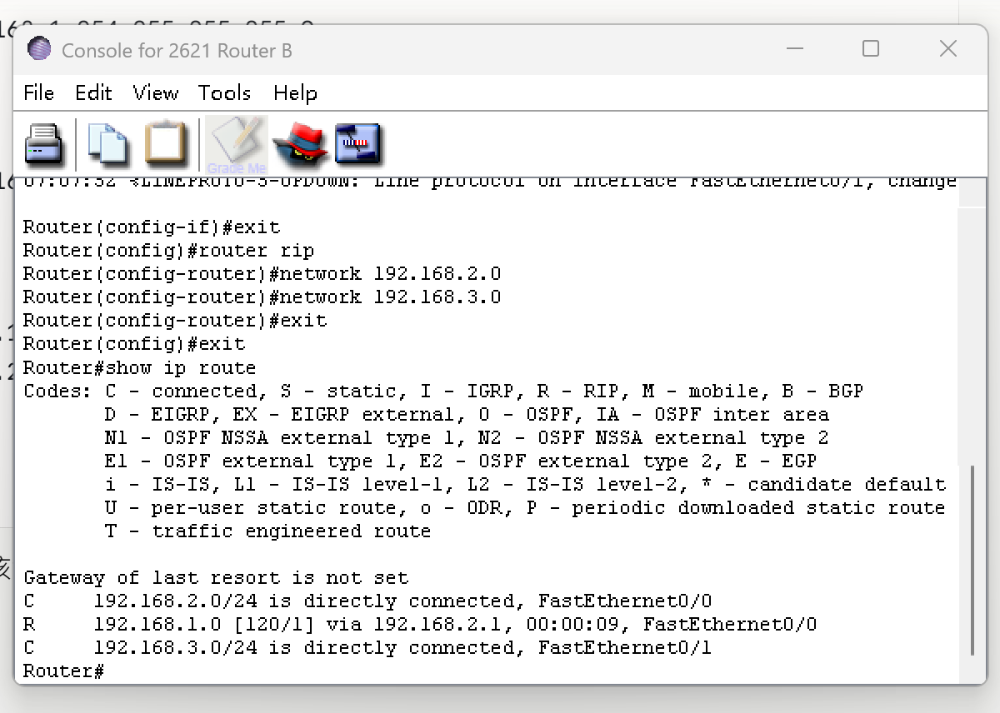 168.1.254 255.255.255.0
Console for 2621 Router B
File Edit View Tools Help
Grade Me
07:07:32 %LINEPROTO-5-UPDOWN: Line protocol on Interface FastEthernet0/1, change
Router(config-if)#exit
Router(config)#router rip
Router(config-router)#network 192.168.2.0
Router(config-router)#network 192.168.3.0
Router(config-router)#exit
Router(config)#exit
Router#show ip route
Codes: C - connected, S - static, I - IGRP, R - RIP, M - mobile, B - BGP
D - EIGRP, EX - EIGRP external, O - OSPF, IA - OSPF inter area
N1 - OSPF NSSA external type 1, N2 - OSPF NSSA external type 2
E1 - OSPF external type 1, E2 - OSPF external type 2, E - EGP
i - IS-IS, L1 - IS-IS level-1, L2 - IS-IS level-2, * - candidate default
U - per-user static route, o - ODR, P - periodic downloaded static route
T - traffic engineered route
Gateway of last resort is not set
C 192.168.2.0/24 is directly connected, FastEthernet0/0
R 192.168.1.0 [120/1] via 192.168.2.1, 00:00:09, FastEthernet0/0
C 192.168.3.0/24 is directly connected, FastEthernet0/1
Router#